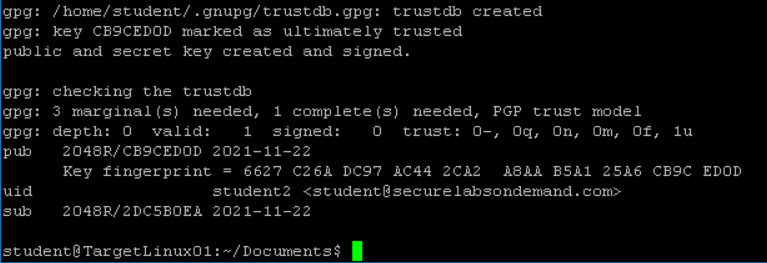 gpg: /home/student/.gnupg/trustdb.gpg: trustdb created
gpg: key CB9CED0D marked as ultimately trusted
public and secret key created and signed.
gpg: checking the trustdb
gpg: 3 marginal(s) needed, 1 complete(s) needed, PGP trust model
gpg: depth: 0  valid:   1  signed:   0  trust: 0-, 0q, 0n, 0m, 0f, 1u
pub   2048R/CB9CED0D 2021-11-22
      Key fingerprint = 6627 C26A DC97 AC44 2CA2  A8AA B5A1 25A6 CB9C ED0D
uid                  student2 <student@securelabsondemand.com>
sub   2048R/2DC5B0EA 2021-11-22
student@TargetLinux01:~/Documents$